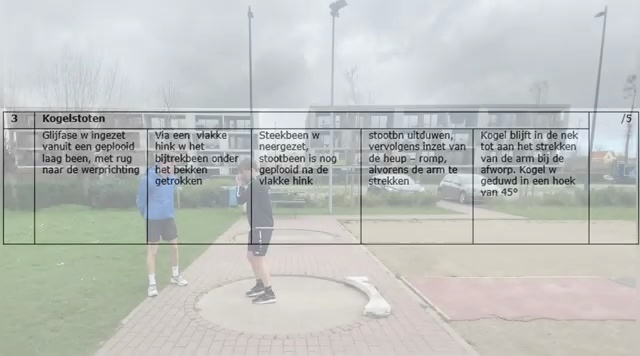 3 Kogelstoten /5
Glijfase w ingezet
vanuit een geplooid
laag been, met rug
naar de werprichting
Via een vlakke
hink w het
bijtrekbeen onder
het bekken
getrokken
Steekbeen w
neergezet,
stootbeen is nog
geplooid na de
vlakke hink
stootbn uitduwen,
vervolgens inzet van
de heup – romp,
alvorens de arm te
strekken
Kogel blijft in de nek
tot aan het strekken
van de arm bij de
afworp. Kogel w
geduwd in een hoek
van 45°